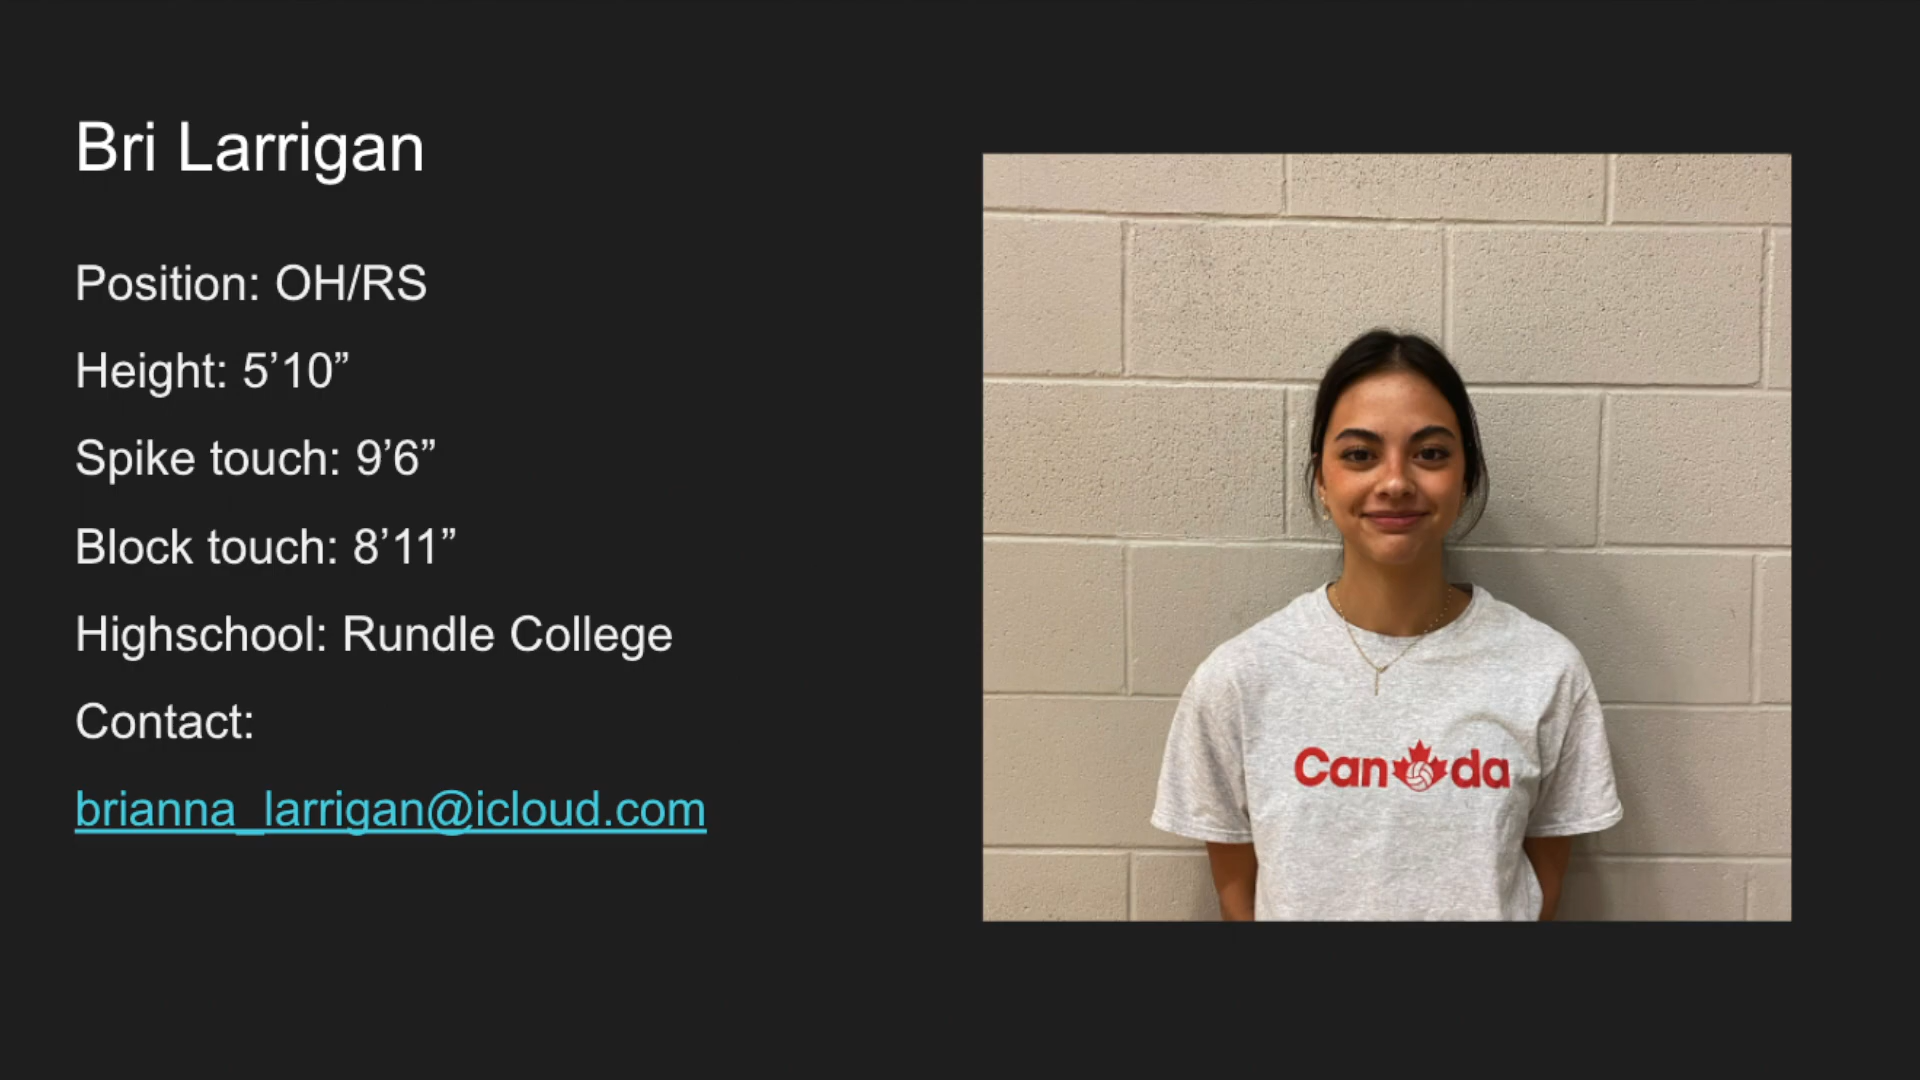 Bri Larrigan
Position: OH/RS
Height: 5’10”
Spike touch: 9’6”
Block touch: 8’11”
Highschool: Rundle College
Contact:
brianna_larrigan@icloud.com
Canada